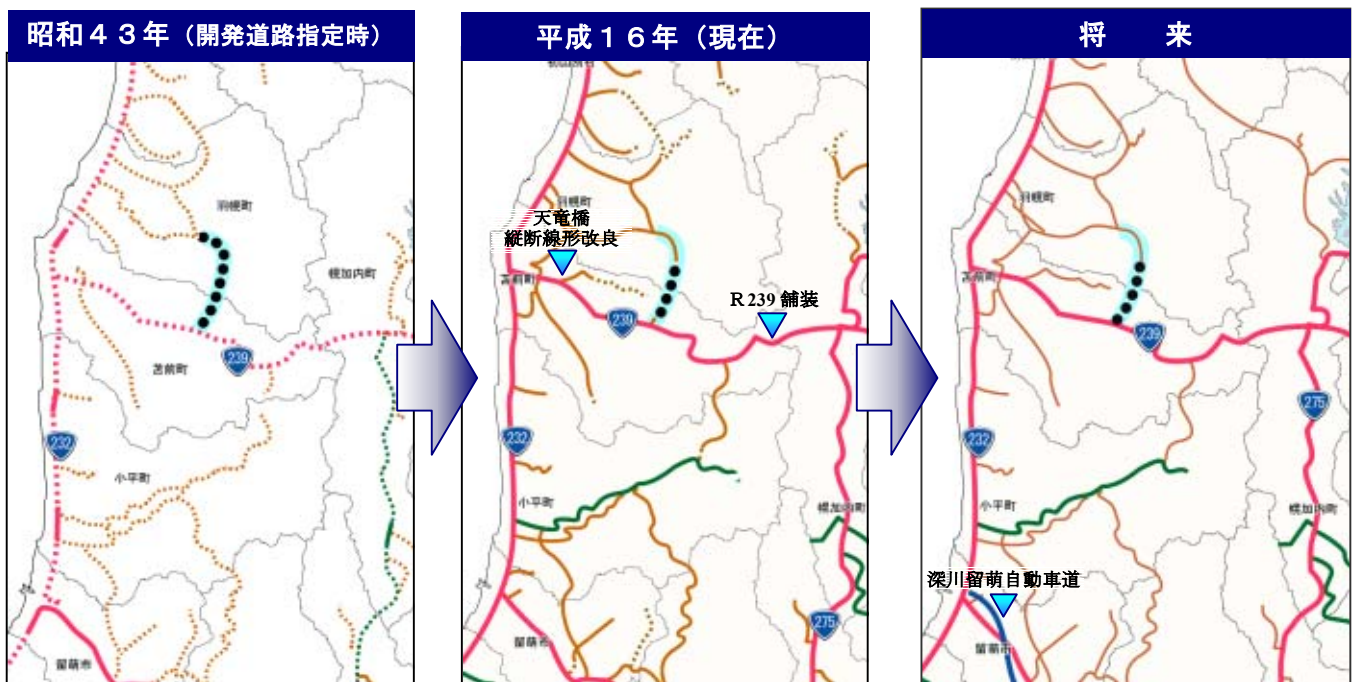 昭和４３年（開発道路指定時）
羽幌町
幌加内町
239
苫前町
232
小平町
留萌市
平成１６年（現在）
羽幌町
天竜橋
縦断線形改良
苫前町
R239 舗装
239
232
小平町
幌加内町
275
留萌市
将　来
羽幌町
苫前町
239
275
232
小平町
幌加内町
深川留萌自動車道
留萌市